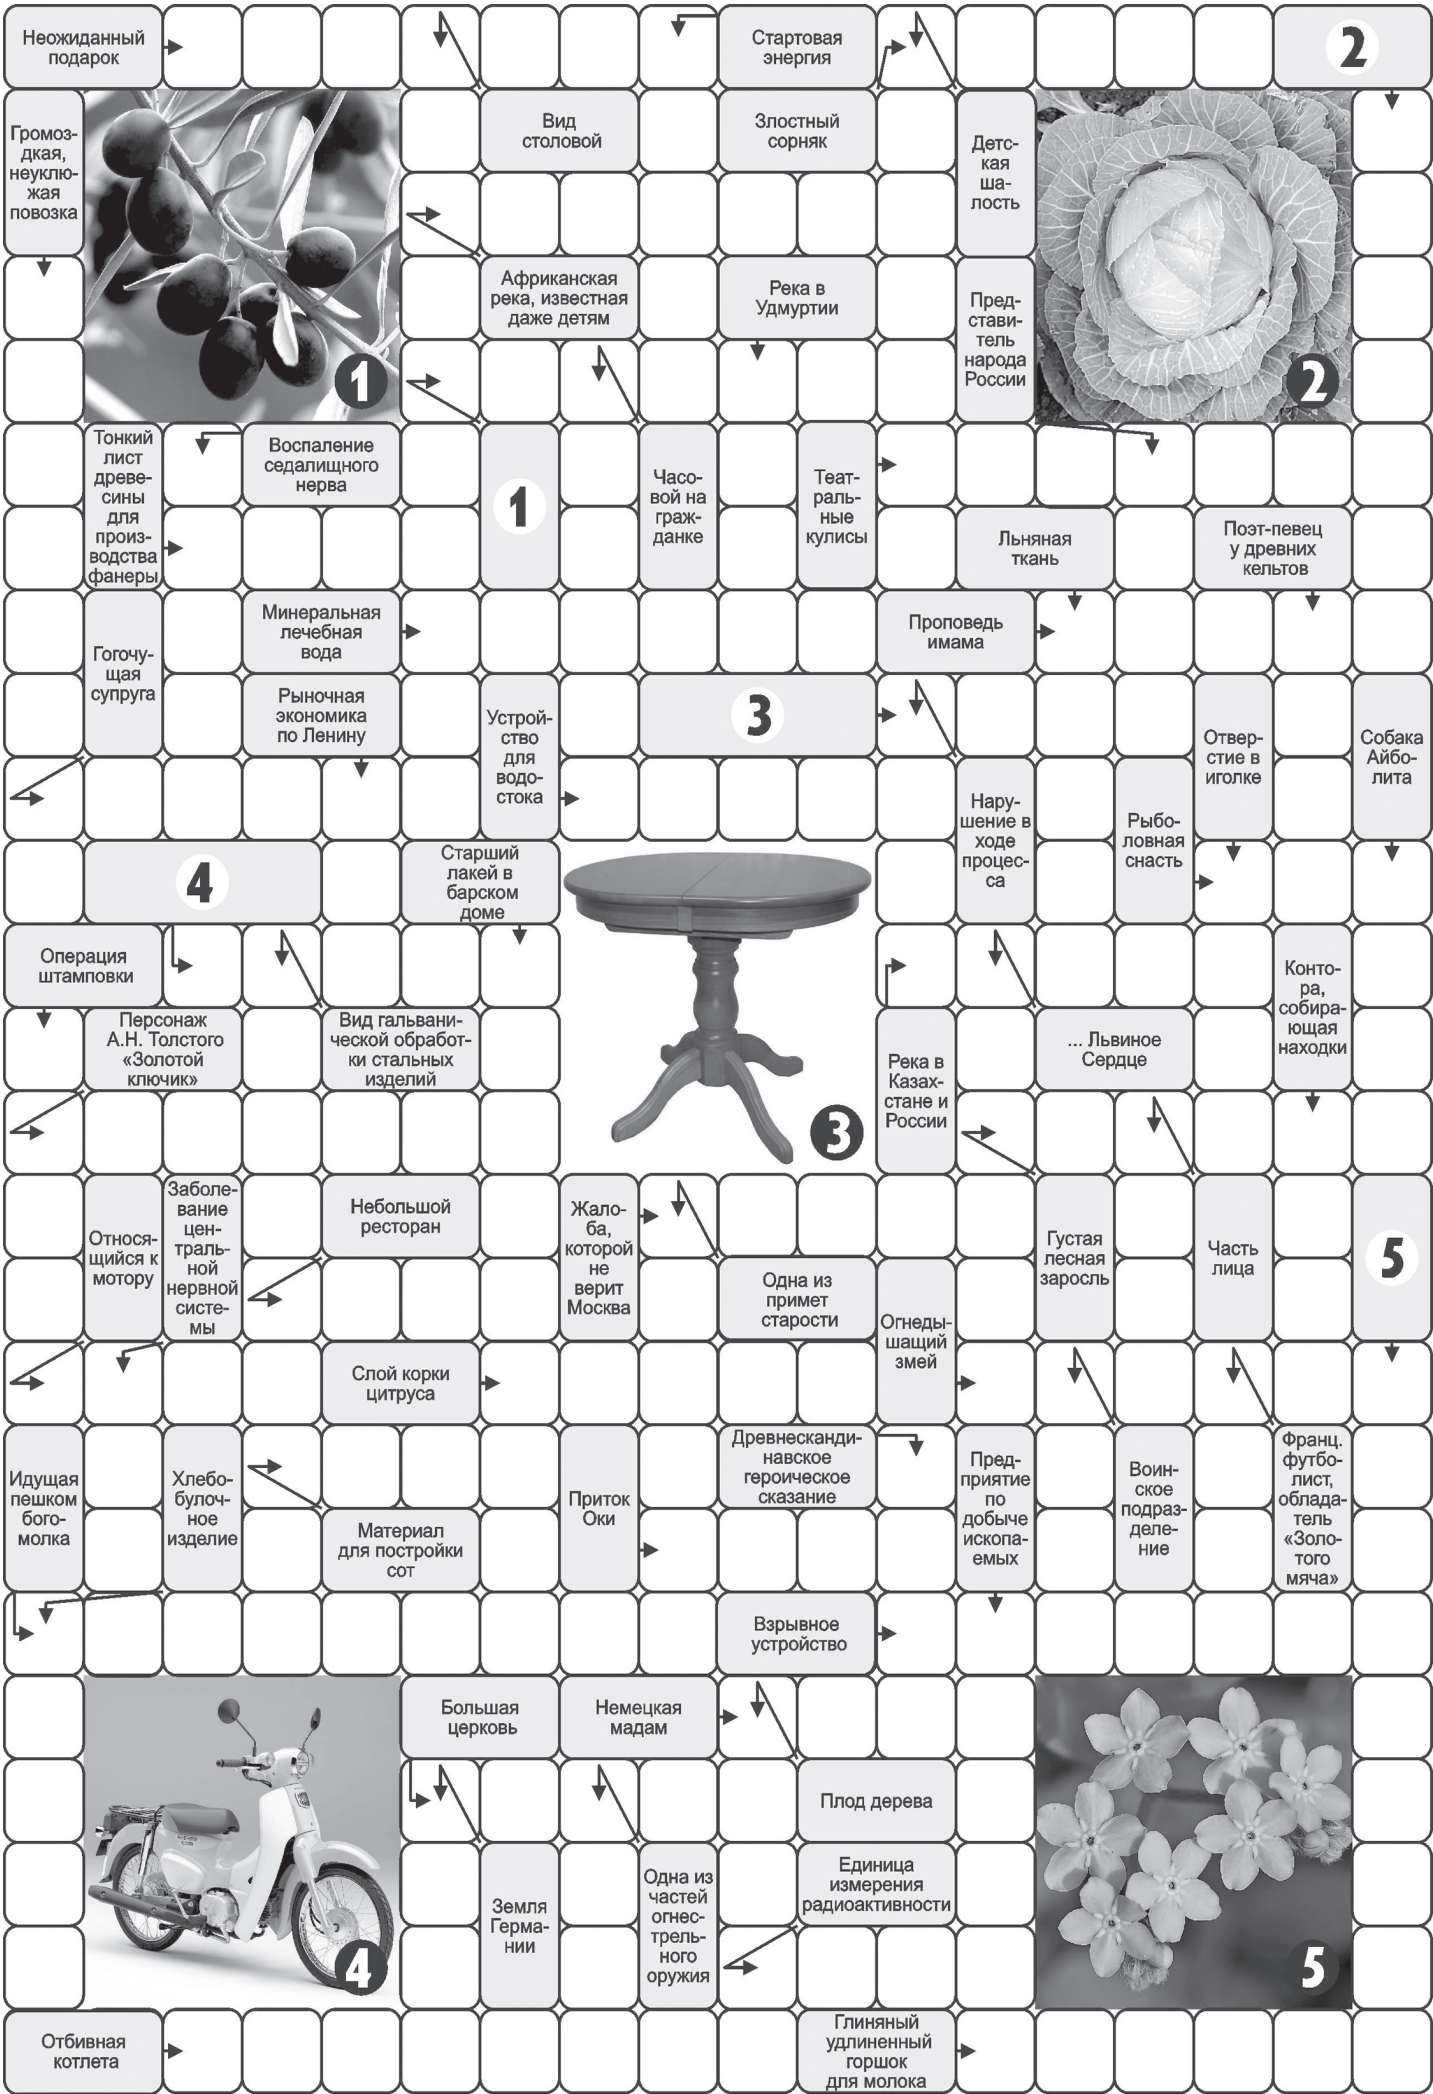 Неожиданный
подарок
Стартовая
энергия
2
Громоз-
дкая,
неуклю-
жая
повозка
Вид
столовой
Злостный
сорняк
Детс-
кая
ша-
лость
Африканская
река, известная
даже детям
Река в
Удмуртии
Пред-
стави-
тель
народа
России
1
2
Тонкий
лист
древе-
сины
для
произ-
водства
фанеры
Воспаление
седалищного
нерва
1
Часо-
вой на
граж-
данке
Теат-
раль-
ные
кулисы
Льняная
ткань
Поэт-певец
у древних
кельтов
Гогочу-
щая
супруга
Минеральная
лечебная
вода
Проповедь
имама
Рыночная
экономика
по Ленину
Устрой-
ство
для
водо-
стока
3
Отвер-
стие в
иголке
Собака
Айбо-
лита
Нару-
шение в
ходе
процес-
са
Рыбо-
ловная
снасть
4
Старший
лакей в
барском
доме
Операция
штамповки
Конто-
ра,
собира-
ющая
находки
Персонаж
А.Н. Толстого
«Золотой
ключик»
Вид гальвани-
ческой обработ-
ки стальных
изделий
3
Река в
Казах-
стане и
России
... Львиное
Сердце
Относя-
щийся к
мотору
Заболе-
вание
цен-
траль-
ной
нервной
систе-
мы
Небольшой
ресторан
Жало-
ба,
которой
не
верит
Москва
Густая
лесная
заросль
Часть
лица
5
Одна из
примет
старости
Огнеды-
шащий
змей
Слой корки
цитруса
Идущая
пешком
бого-
молка
Хлебо-
булоч-
ное
изделие
Приток
Оки
Древнесканди-
навское
героическое
сказание
Пред-
приятие
по
добыче
ископа-
емых
Воин-
ское
подраз-
деле-
ние
Франц.
футбо-
лист,
облада-
тель
«Золо-
того
мяча»
Материал
для постройки
сот
Взрывное
устройство
Большая
церковь
Немецкая
мадам
Плод дерева
Земля
Герма-
нии
Одна из
частей
огнес-
трель-
ного
оружия
Единица
измерения
радиоактивности
4
5
Отбивная
котлета
Глиняный
удлиненный
горшок
для молока